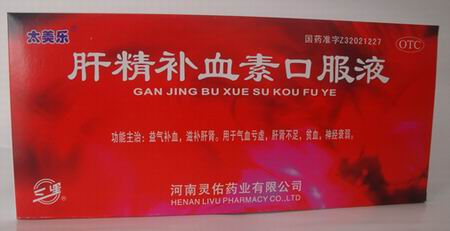 太美乐
国药准字Z32021227
OTC
肝精补血素口服液
GAN JING BU XUE SU KOU FU YE
功能主治：益气补血，滋补肝肾。用于气血亏虚，肝肾不足，贫血，神经衰弱。
河南灵佑药业有限公司
HENAN LIVU PHARMACY CO.,LTD